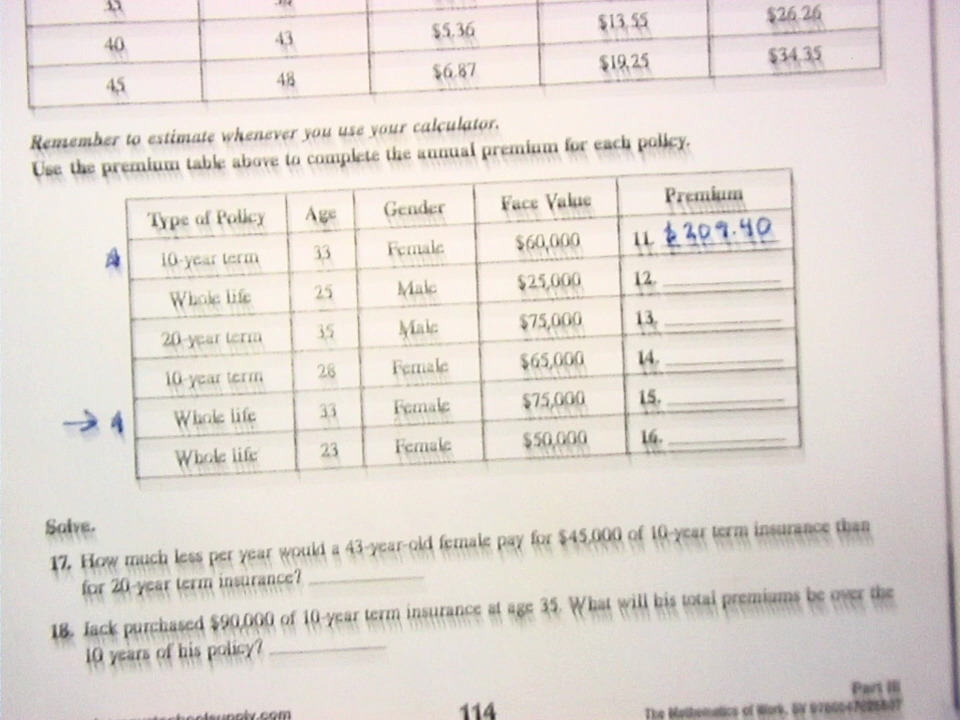 40 43 $5.36 $13.55 $26.26
45 48 $6.87 $19.25 $34.35
Remember to estimate whenever you use your calculator.
Use the premium table above to complete the annual premium for each policy.
Type of Policy Age Gender Face Value Premium
10-year term 33 Female $60,000 11. $209.40
Whole life 25 Male $25,000 12.
20-year term 35 Male $75,000 13.
10-year term 28 Female $65,000 14.
Whole life 33 Female $75,000 15.
Whole life 23 Female $50,000 16.
Solve.
17. How much less per year would a 43-year-old female pay for $45,000 of 10-year term insurance than
for 20-year term insurance?
18. Jack purchased $90,000 of 10-year term insurance at age 35. What will his total premiums be over the
10 years of his policy?
114
Part III
The Mathematics of Work,